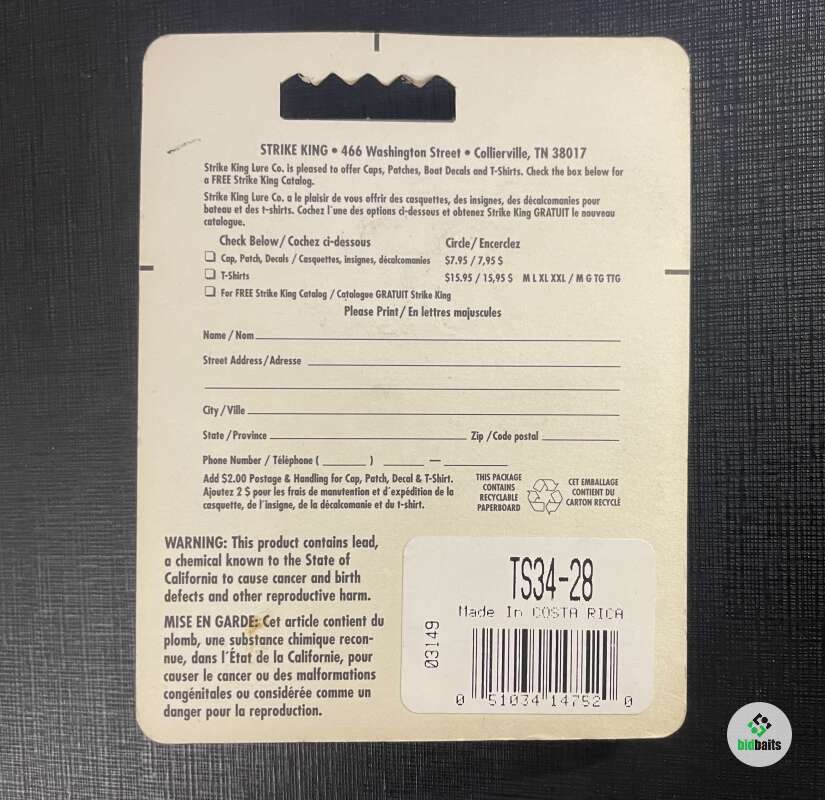 STRIKE KING • 466 Washington Street • Collierville, TN 38017
Strike King Lure Co. is pleased to offer Caps, Patches, Boat Decals and T-Shirts. Check the box below for
a FREE Strike King Catalog.
Strike King Lure Co. a le plaisir de vous offrir des casquettes, des insignes, des décalcomanies pour
bateau et des t-shirts. Cochez l'une des options ci-dessous et obtenez Strike King GRATUIT le nouveau
catalogue.
Check Below / Cochez ci-dessous Circle / Encerclez
Cap, Patch, Decals / Casquettes, insignes, décalcomanies $7.95 / 7,95 $
T-Shirts $15.95 / 15,95 $ M L XL XXL / M G TG TTG
For FREE Strike King Catalog / Catalogue GRATUIT Strike King
Please Print / En lettres majuscules
Name / Nom
Street Address / Adresse
City / Ville
State / Province Zip / Code postal
Phone Number / Téléphone ( ) —
Add $2.00 Postage & Handling for Cap, Patch, Decal & T-Shirt.
Ajoutez 2 $ pour les frais de manutention et d'expédition de la
casquette, de l'insigne, de la décalcomanie et du t-shirt.
THIS PACKAGE
CONTAINS
RECYCLABLE
PAPERBOARD
CET EMBALLAGE
CONTIENT DU
CARTON RECYCLÉ
WARNING: This product contains lead,
a chemical known to the State of
California to cause cancer and birth
defects and other reproductive harm.
MISE EN GARDE: Cet article contient du
plomb, une substance chimique recon-
nue, dans l'État de la Californie, pour
causer le cancer ou des malformations
congénitales ou considérée comme un
danger pour la reproduction.
TS34-28
Made In COSTA RICA
03149
0 51034 14752 0
bidbaits